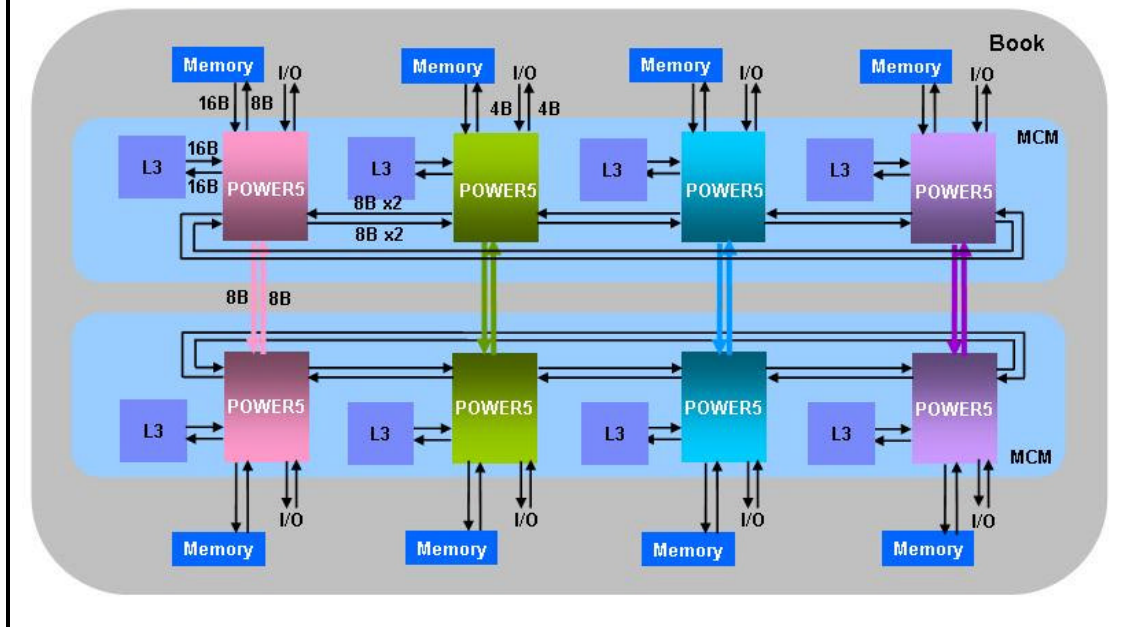 Book
Memory Memory Memory Memory
I/O I/O I/O I/O
16B 8B 4B 4B
MCM
16B
L3 L3 L3 L3
16B
POWER5 POWER5 POWER5 POWER5
8B x2
8B x2
8B 8B
POWER5 POWER5 POWER5 POWER5
L3 L3 L3 L3
MCM
I/O I/O I/O I/O
Memory Memory Memory Memory